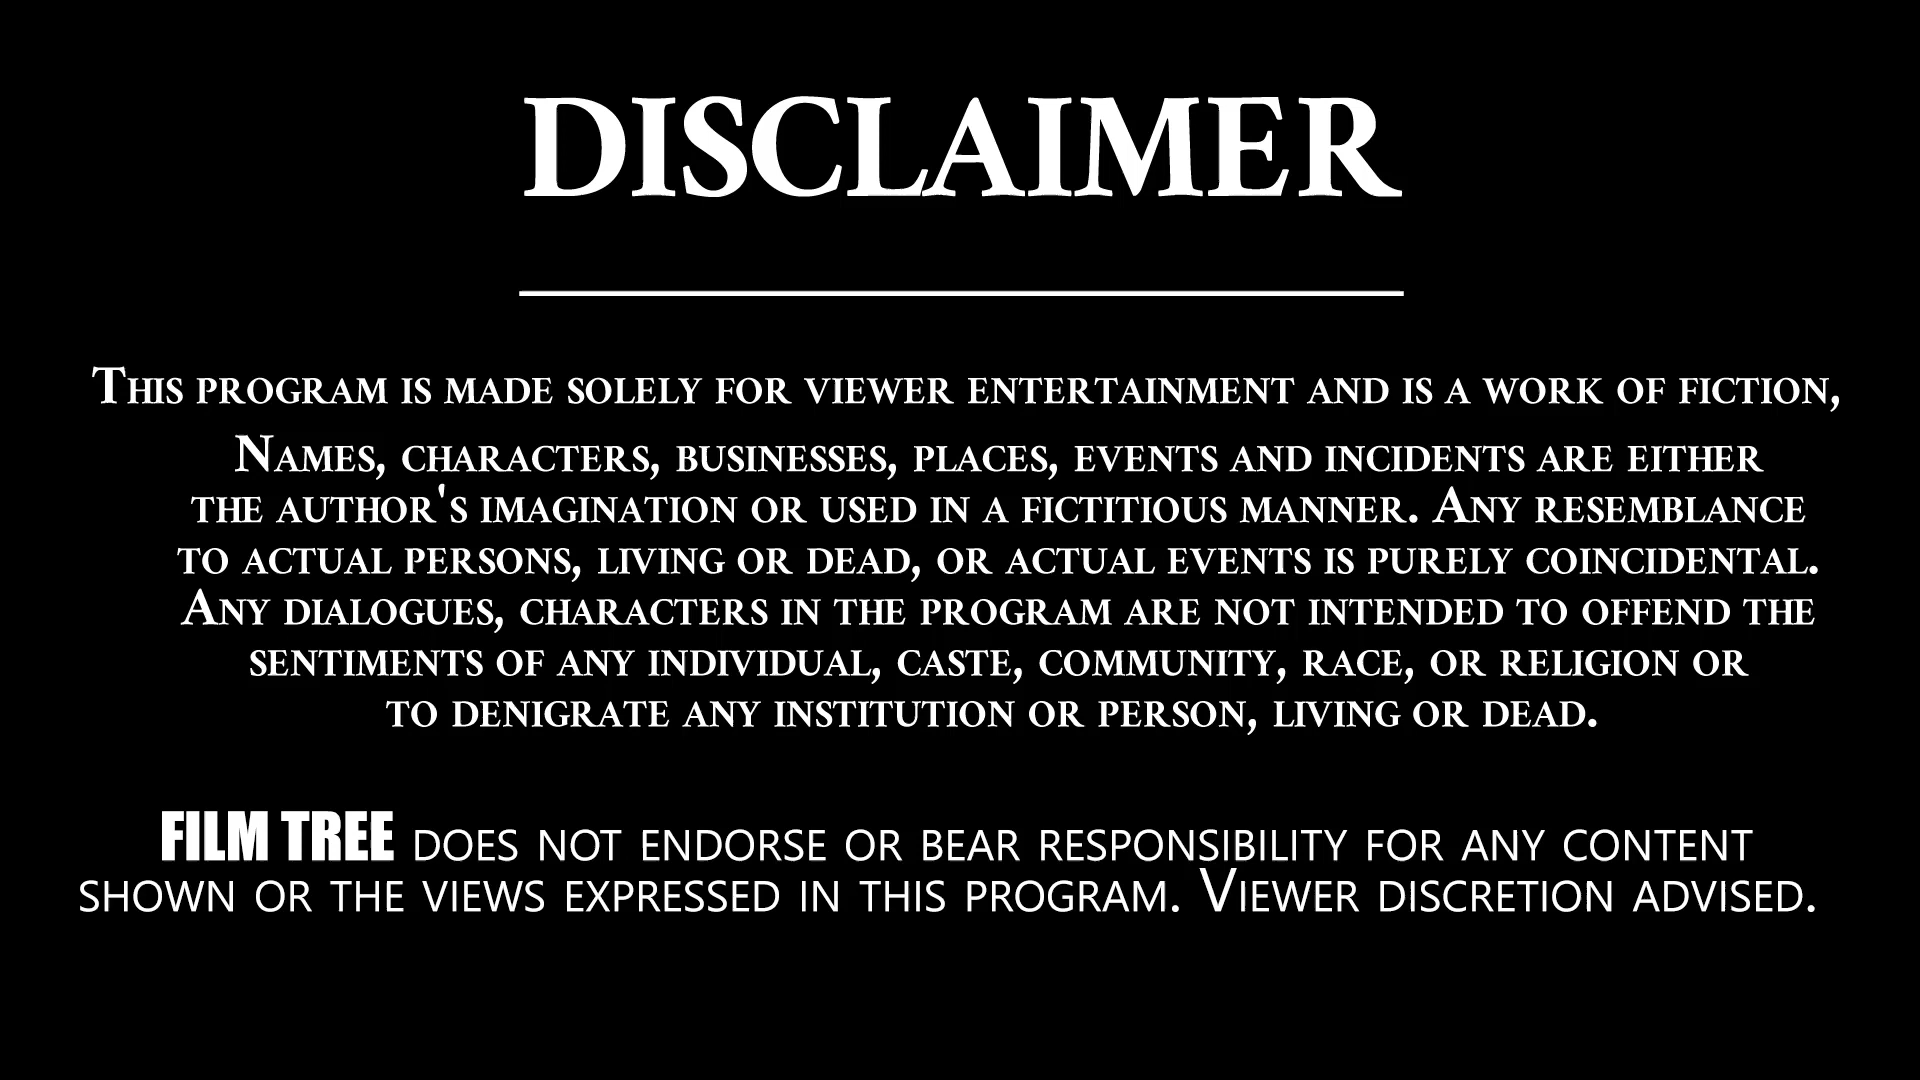 DISCLAIMER
This program is made solely for viewer entertainment and is a work of fiction,
Names, characters, businesses, places, events and incidents are either
the author's imagination or used in a fictitious manner. Any resemblance
to actual persons, living or dead, or actual events is purely coincidental.
Any dialogues, characters in the program are not intended to offend the
sentiments of any individual, caste, community, race, or religion or
to denigrate any institution or person, living or dead.
FILM TREE does not endorse or bear responsibility for any content
shown or the views expressed in this program. Viewer discretion advised.